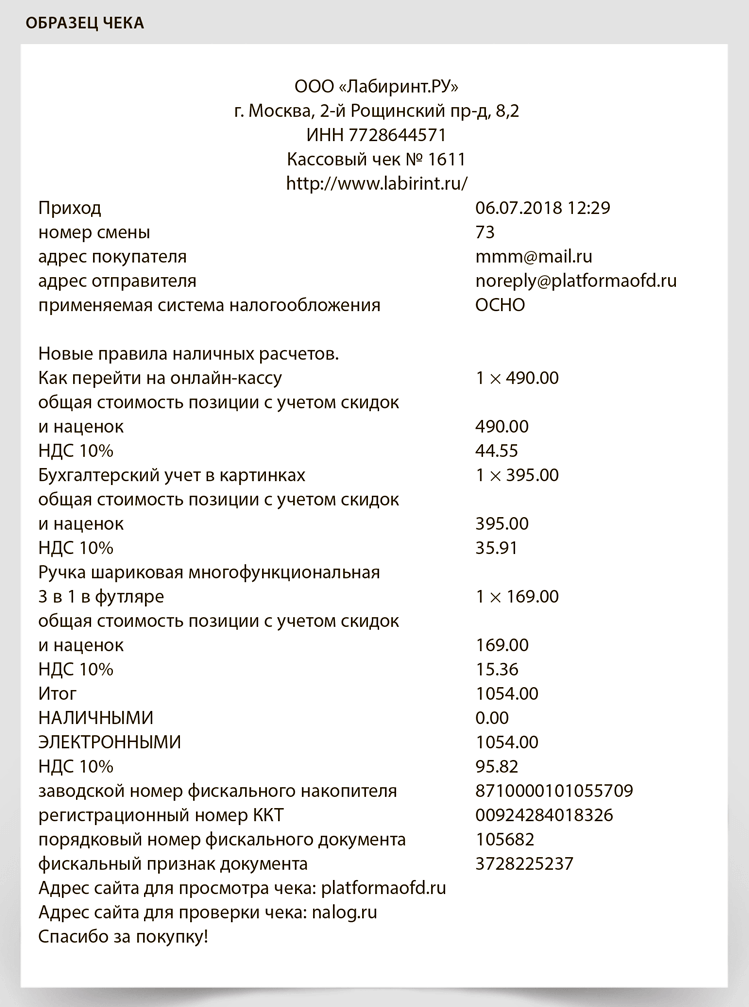 ОБРАЗЕЦ ЧЕКА
ООО «Лабиринт.РУ»
г. Москва, 2-й Рощинский пр-д, 8,2
ИНН 7728644571
Кассовый чек № 1611
http://www.labirint.ru/
Приход 06.07.2018 12:29
номер смены 73
адрес покупателя mmm@mail.ru
адрес отправителя noreply@platformaofd.ru
применяемая система налогообложения ОСНО
Новые правила наличных расчетов.
Как перейти на онлайн-кассу 1 × 490.00
общая стоимость позиции с учетом скидок
и наценок 490.00
НДС 10% 44.55
Бухгалтерский учет в картинках 1 × 395.00
общая стоимость позиции с учетом скидок
и наценок 395.00
НДС 10% 35.91
Ручка шариковая многофункциональная
3 в 1 в футляре 1 × 169.00
общая стоимость позиции с учетом скидок
и наценок 169.00
НДС 10% 15.36
Итог 1054.00
НАЛИЧНЫМИ 0.00
ЭЛЕКТРОННЫМИ 1054.00
НДС 10% 95.82
заводской номер фискального накопителя 8710000101055709
регистрационный номер ККТ 00924284018326
порядковый номер фискального документа 105682
фискальный признак документа 3728225237
Адрес сайта для просмотра чека: platformaofd.ru
Адрес сайта для проверки чека: nalog.ru
Спасибо за покупку!